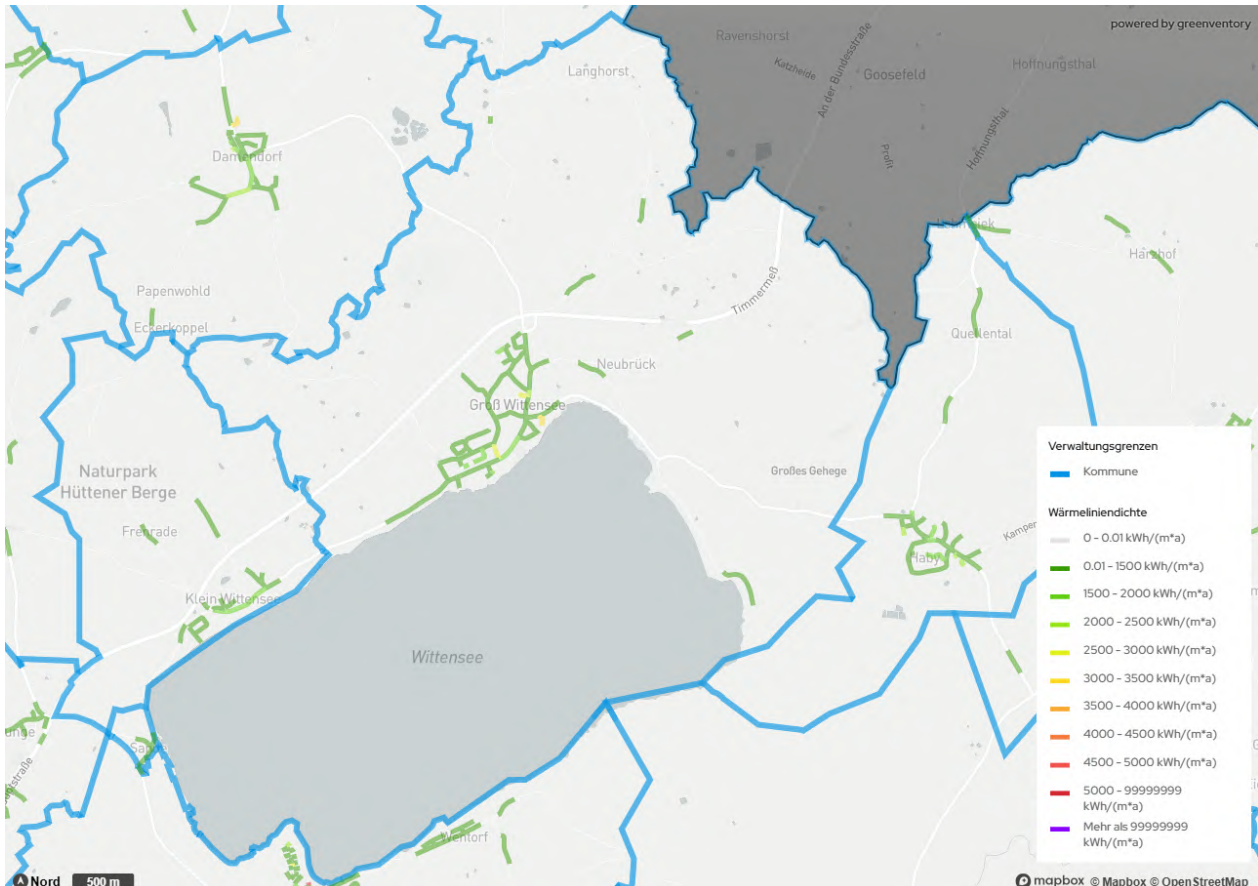 powered by greenventory
Ravenshorst
Katzheide
An der Bundesstraße
Goosefeld
Hoffnungsthal
Langhorst
Profit
Hoffnungsthal
Damendorf
Harzhof
Papenwohld
Eckerkoppel
Timmermeß
Quellental
Neubrück
Groß Wittensee
Naturpark
Hüttener Berge
Großes Gehege
Frenrade
Haby
Klein Wittensee
Wittensee
Wentorf
Verwaltungsgrenzen
Kommune
Wärmeliniendichte
0 - 0.01 kWh/(m*a)
0.01 - 1500 kWh/(m*a)
1500 - 2000 kWh/(m*a)
2000 - 2500 kWh/(m*a)
2500 - 3000 kWh/(m*a)
3000 - 3500 kWh/(m*a)
3500 - 4000 kWh/(m*a)
4000 - 4500 kWh/(m*a)
4500 - 5000 kWh/(m*a)
5000 - 99999999
kWh/(m*a)
Mehr als 99999999
kWh/(m*a)
Nord
500 m
mapbox © Mapbox © OpenStreetMap